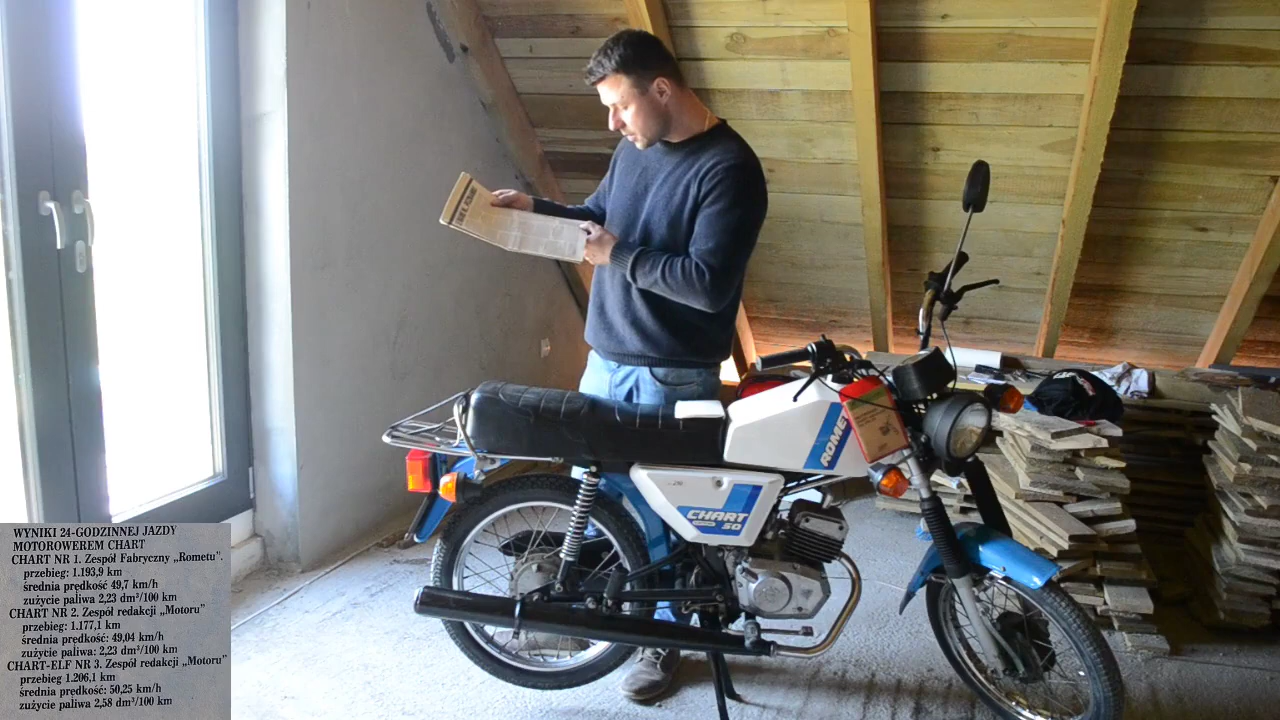 ROMET
CHART
50
WYNIKI 24-GODZINNEJ JAZDY
MOTOROWEREM CHART
CHART NR 1. Zespół Fabryczny „Rometu".
przebieg: 1.193,9 km
średnia prędkość 49,7 km/h
zużycie paliwa 2,23 dm³/100 km
CHART NR 2. Zespół redakcji „Motoru”
przebieg: 1.177,1 km
średnia prędkość: 49,04 km/h
zużycie paliwa: 2,23 dm³/100 km
CHART-ELF NR 3. Zespół redakcji „Motoru”
przebieg 1.206,1 km
średnia prędkość: 50,25 km/h
zużycie paliwa 2,58 dm³/100 km